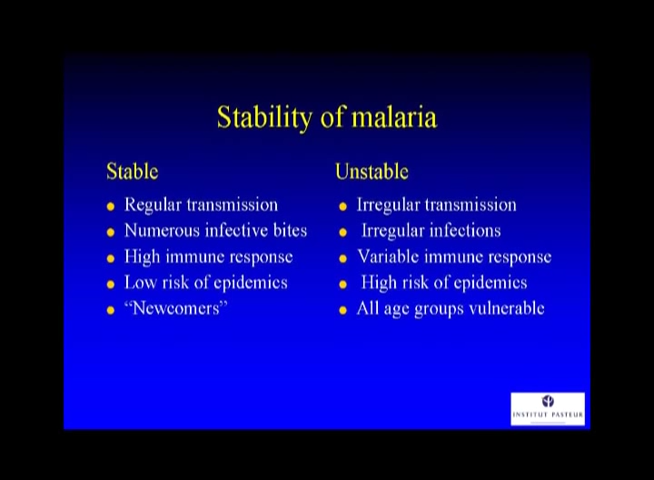 Stability of malaria
Stable
Regular transmission
Numerous infective bites
High immune response
Low risk of epidemics
“Newcomers”
Unstable
Irregular transmission
Irregular infections
Variable immune response
High risk of epidemics
All age groups vulnerable
INSTITUT PASTEUR